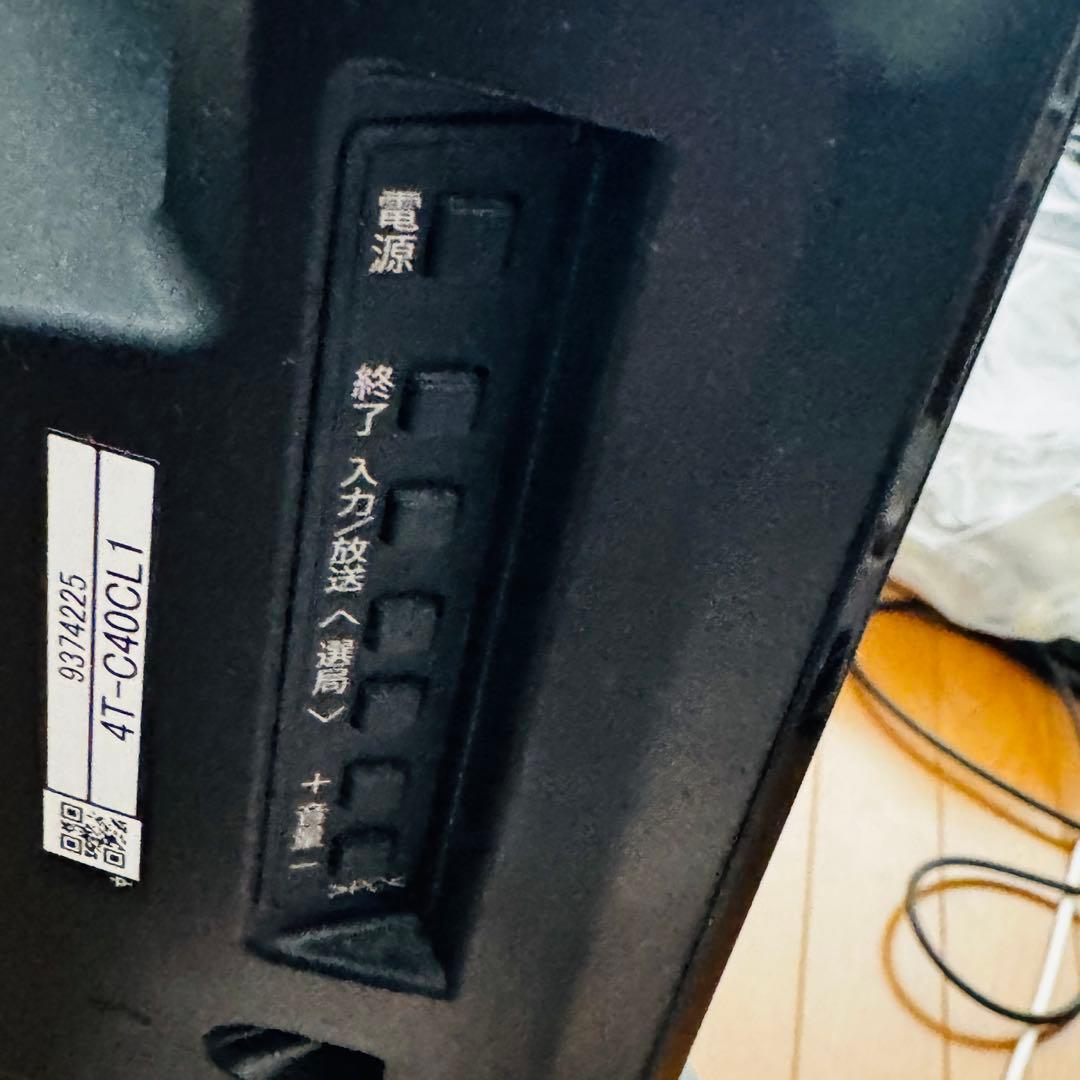 電源
終了
入力/放送
∧
選局
∨
+
音量
-
9374225
4T-C40CL1